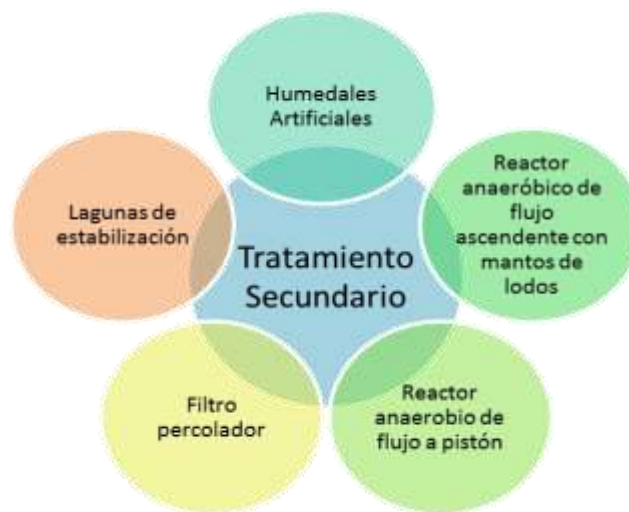 Humedales
Artificiales
Reactor
anaeróbico de
flujo
ascendente con
mantos de
lodos
Reactor
anaerobio de
flujo a pistón
Filtro
percolador
Lagunas de
estabilización
Tratamiento
Secundario